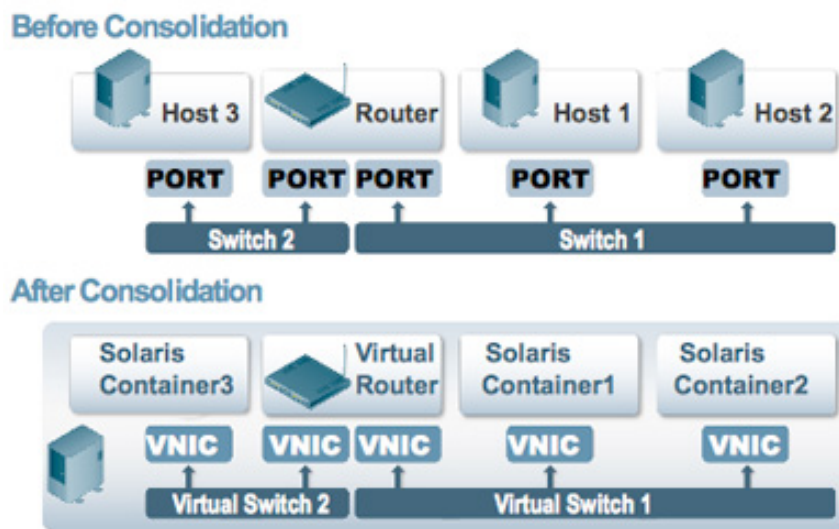 Before Consolidation
Host 3
Router
Host 1
Host 2
PORT
PORT
PORT
PORT
PORT
Switch 2
Switch 1
After Consolidation
Solaris
Container3
Virtual
Router
Solaris
Container1
Solaris
Container2
VNIC
VNIC
VNIC
VNIC
VNIC
Virtual Switch 2
Virtual Switch 1